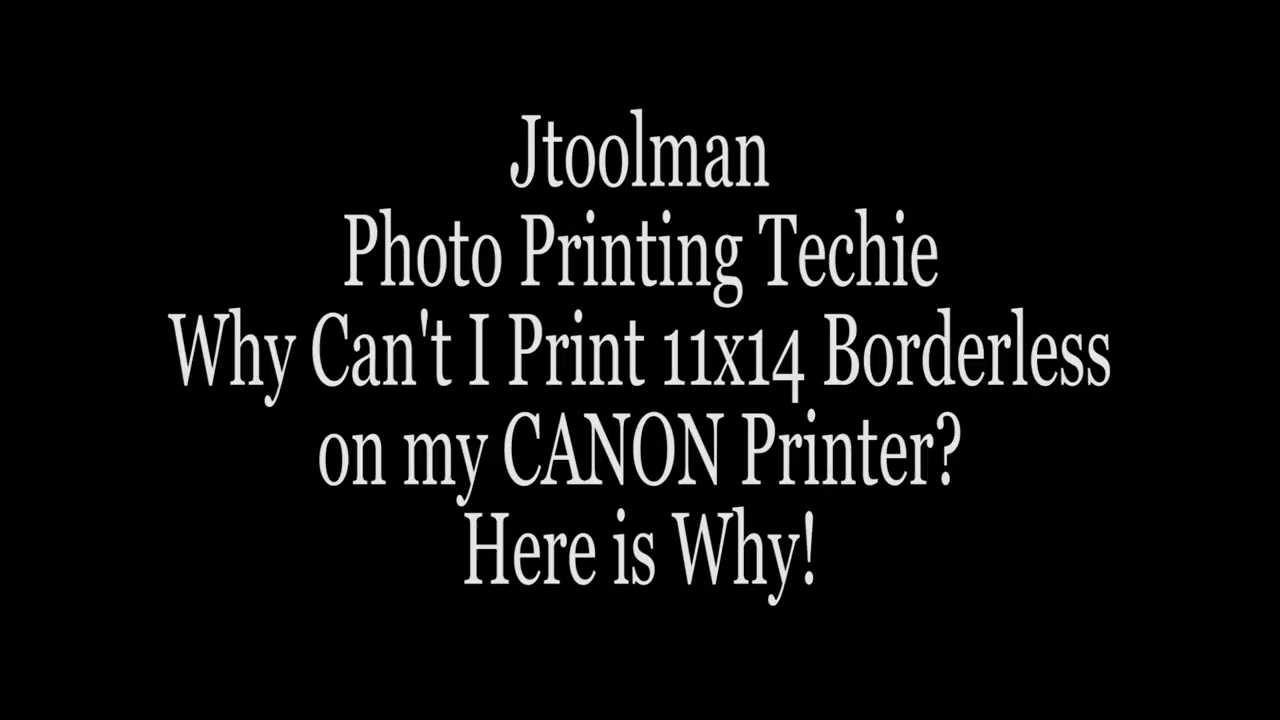 Jtoolman
Photo Printing Techie
Why Can't I Print 11x14 Borderless
on my CANON Printer?
Here is Why!